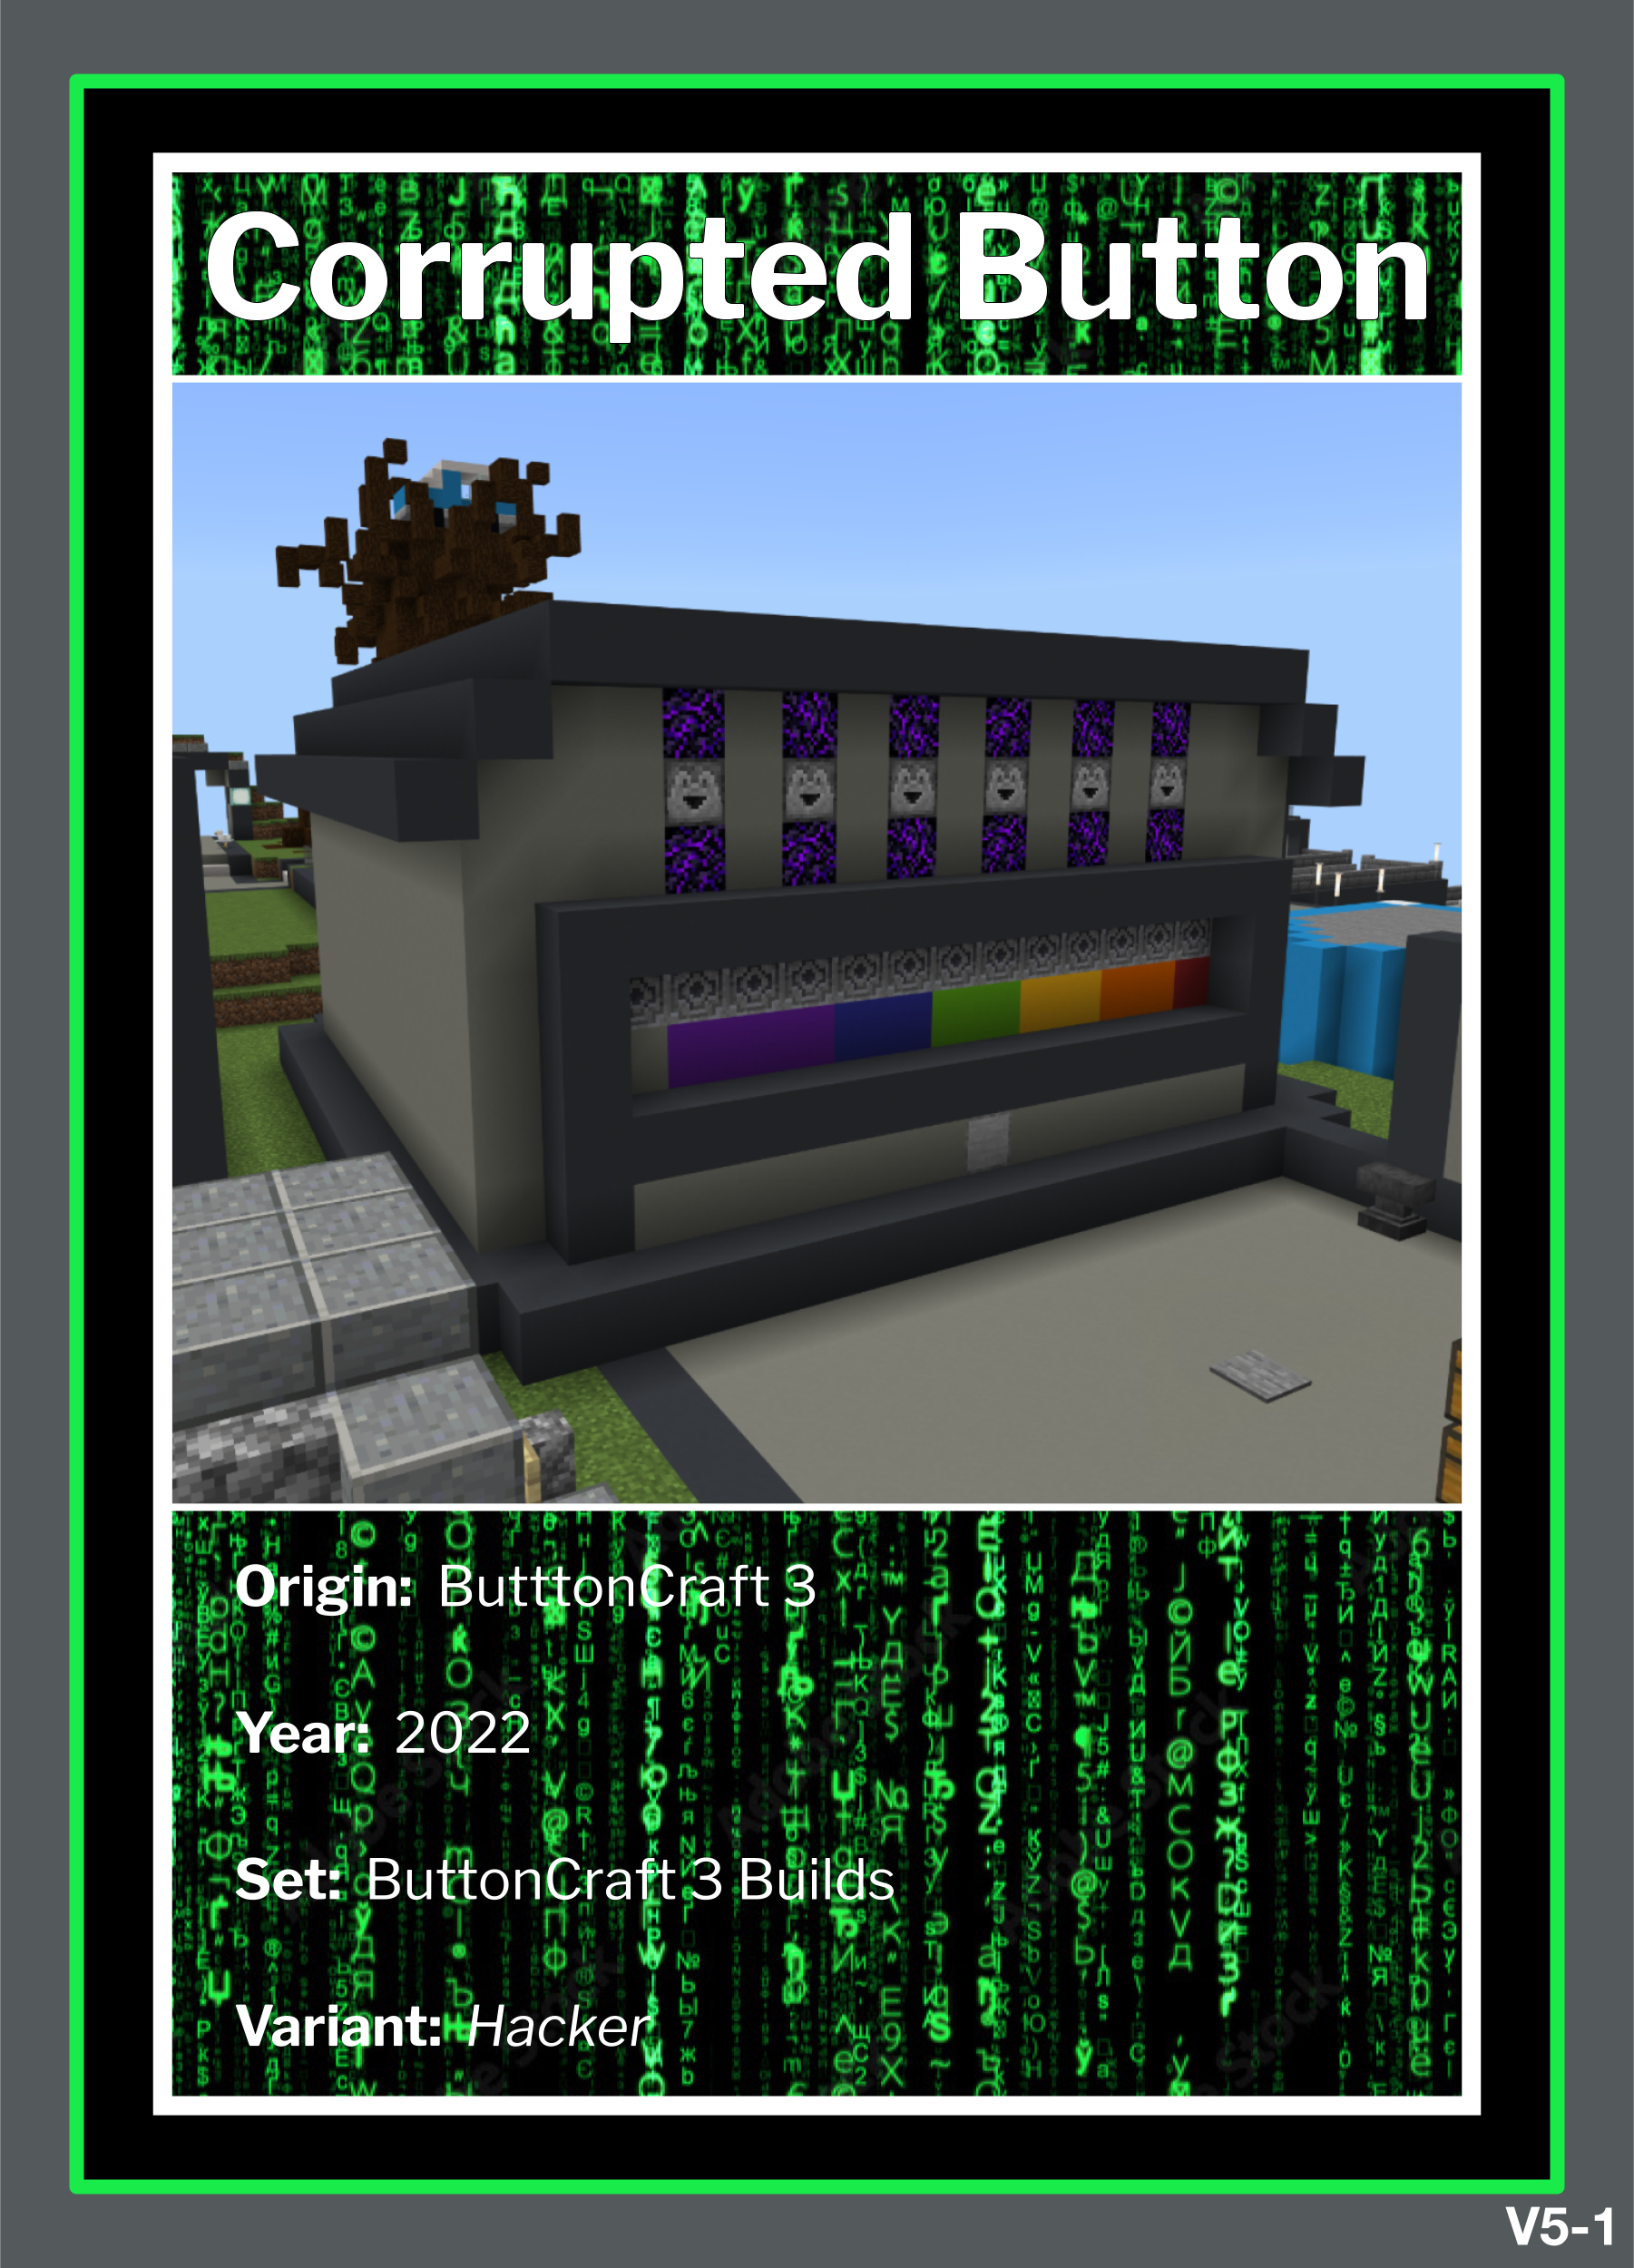 Corrupted Button
Origin: ButttonCraft 3
Year: 2022
Set: ButtonCraft 3 Builds
Variant: Hacker
V5-1